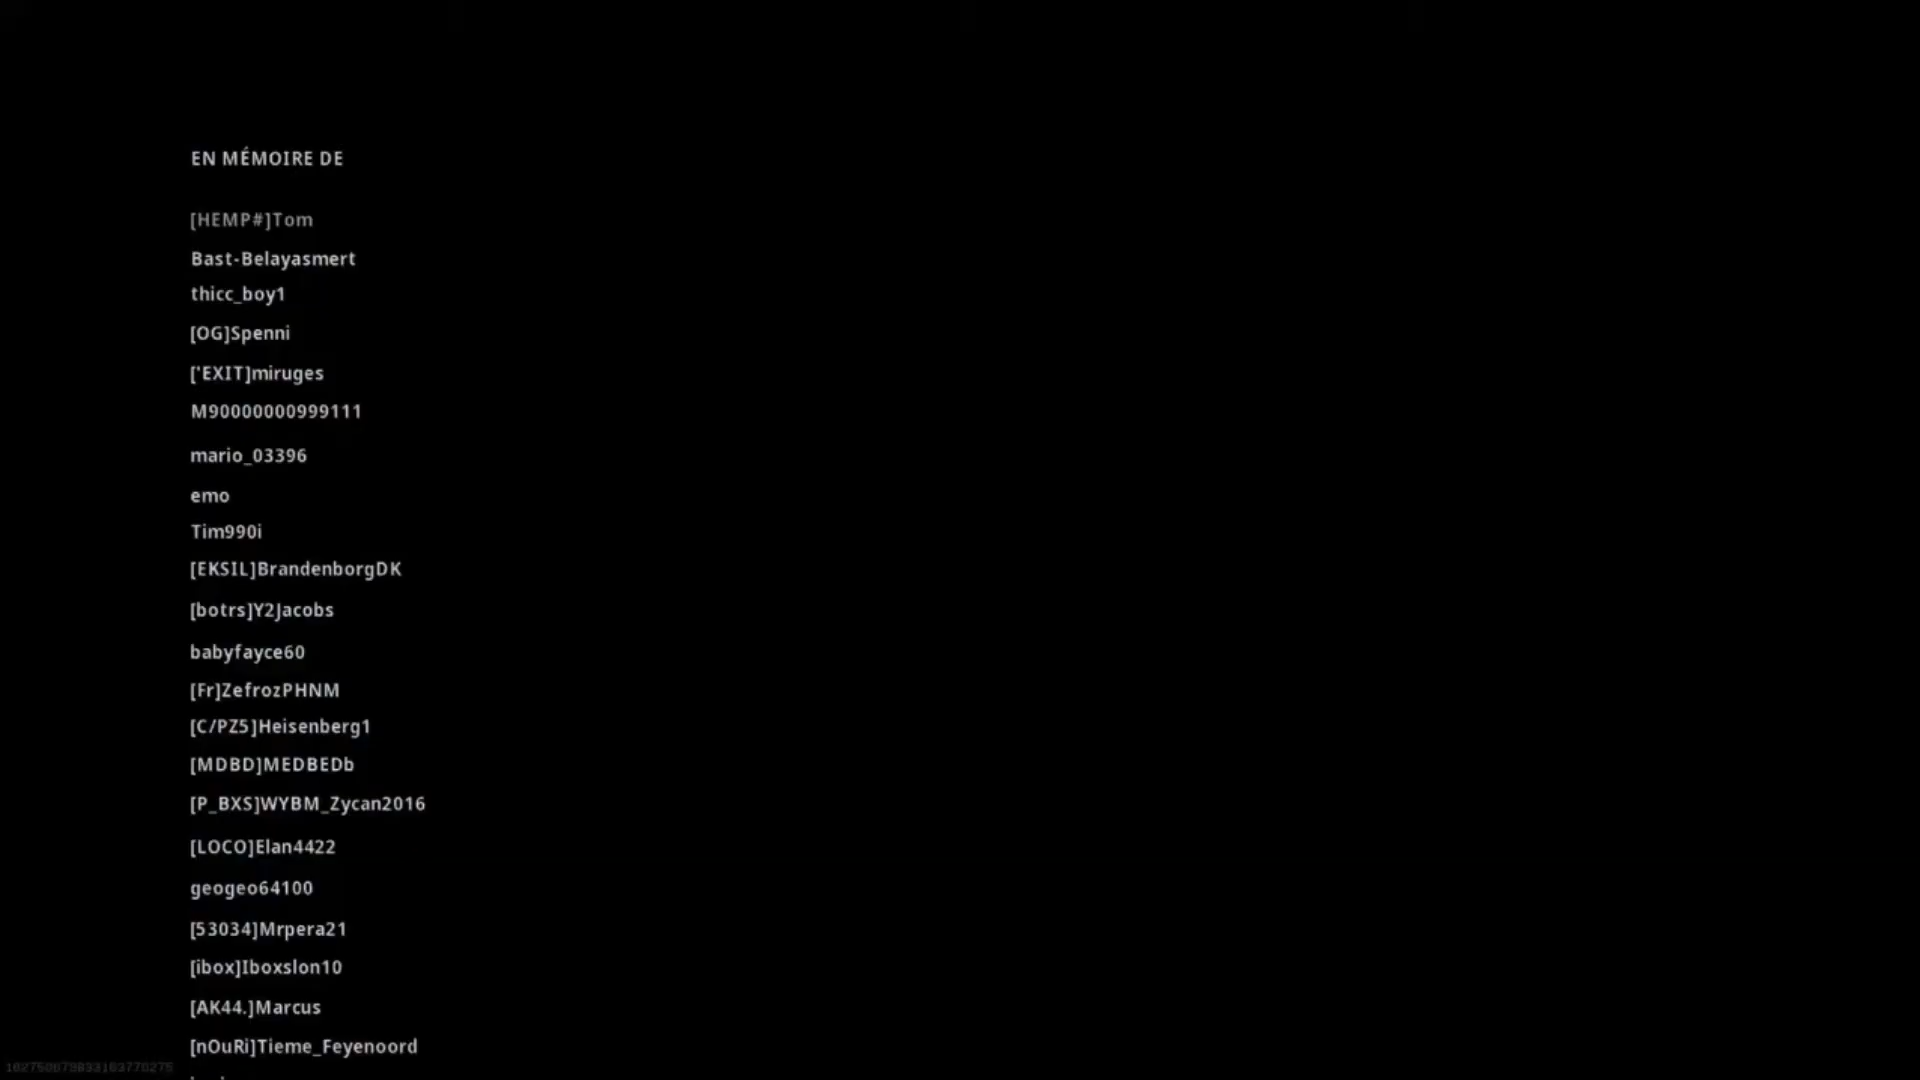 EN MÉMOIRE DE
[HEMP#]Tom
Bast-Belayasmert
thicc_boy1
[OG]Spenni
['EXIT]miruges
M90000000999111
mario_03396
emo
Tim990i
[EKSIL]BrandenborgDK
[botrs]Y2Jacobs
babyfayce60
[Fr]ZefrozPHNM
[C/PZ5]Heisenberg1
[MDBD]MEDBEDb
[P_BXS]WYBM_Zycan2016
[LOCO]Elan4422
geogeo64100
[53034]Mrpera21
[ibox]Iboxslon10
[AK44.]Marcus
[nOuRi]Tieme_Feyenoord